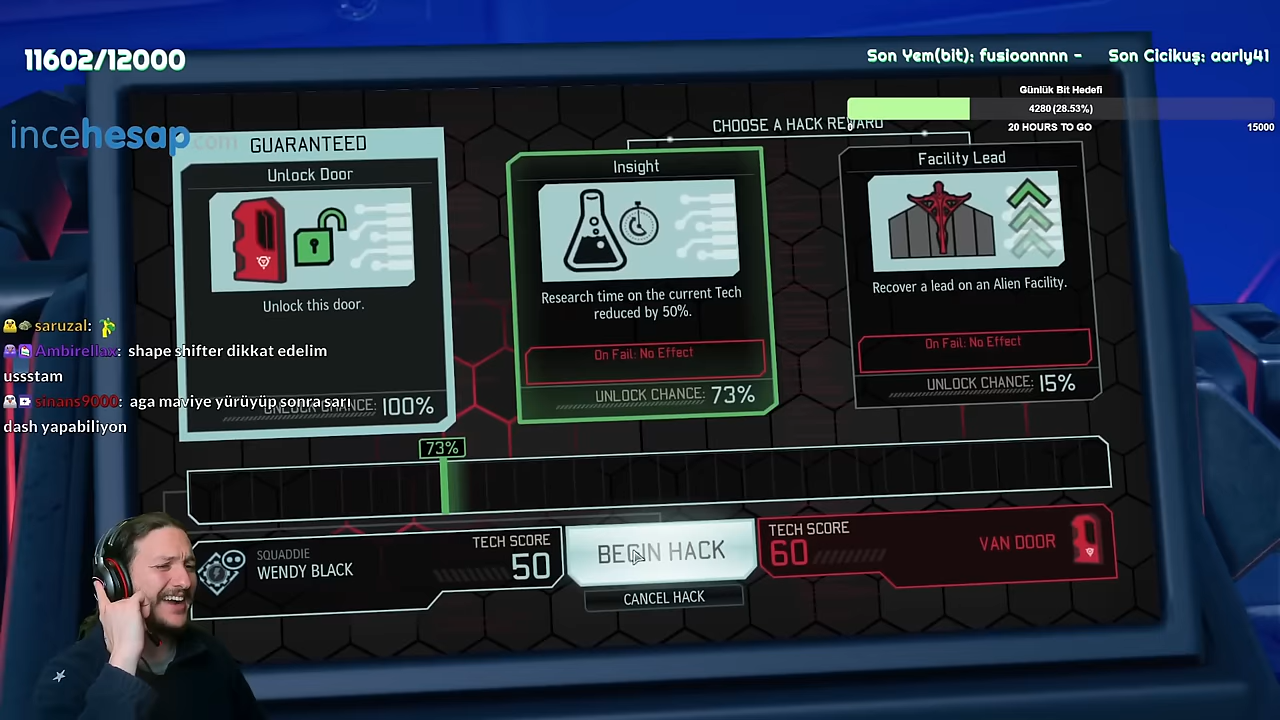 11602/12000
Son Yem(bit): fusioonnnn - Son Cicikuş: aarly41
Günlük Bit Hedefi
4280 (28.53%)
0
20 HOURS TO GO
15000
incehesap.com
CHOOSE A HACK REWARD
GUARANTEED
Unlock Door
Unlock this door.
UNLOCK CHANCE: 100%
Insight
Research time on the current Tech
reduced by 50%.
On Fail: No Effect
UNLOCK CHANCE: 73%
Facility Lead
Recover a lead on an Alien Facility.
On Fail: No Effect
UNLOCK CHANCE: 15%
saruzal:
Ambirellax: shape shifter dikkat edelim
ussstam
sinans9000: aga maviye yürüyüp sonra sarı
dash yapabiliyon
73%
SQUADDIE
WENDY BLACK
TECH SCORE
50
BEGIN HACK
CANCEL HACK
TECH SCORE
60
VAN DOOR